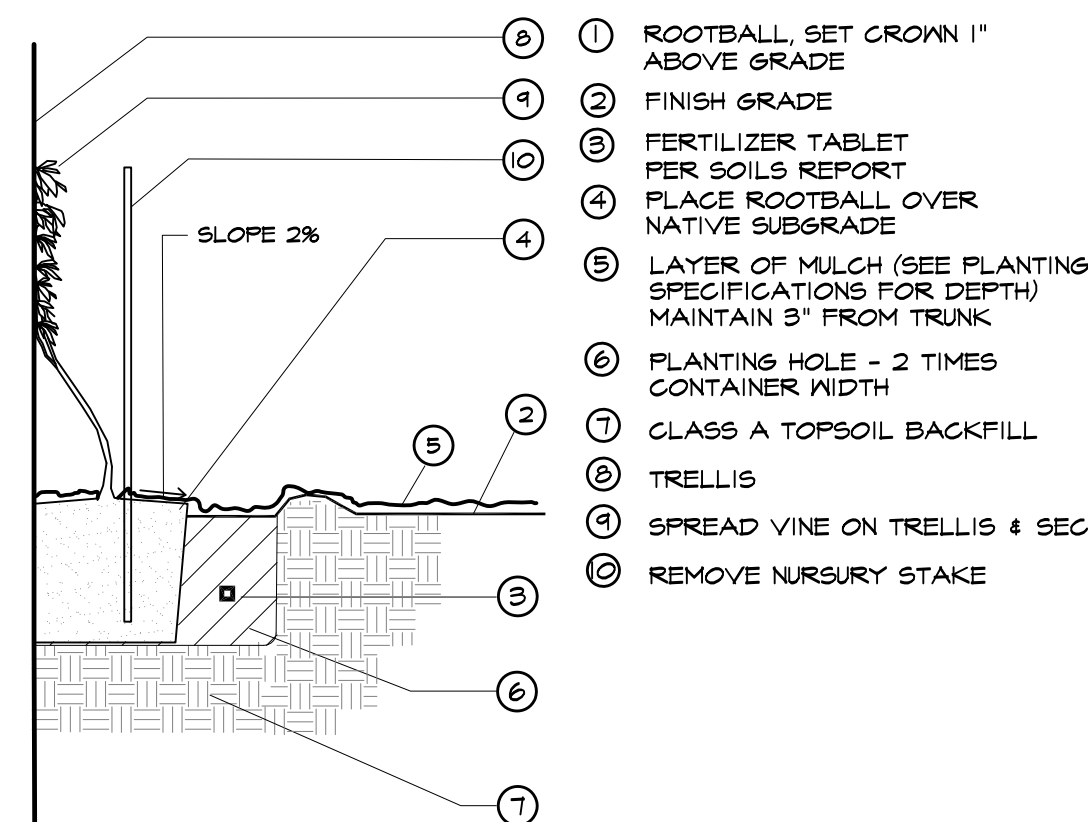 8
9
10
SLOPE 2%
4
2
5
3
6
7
1 ROOTBALL, SET CROWN 1"
ABOVE GRADE
2 FINISH GRADE
3 FERTILIZER TABLET
PER SOILS REPORT
4 PLACE ROOTBALL OVER
NATIVE SUBGRADE
5 LAYER OF MULCH (SEE PLANTING
SPECIFICATIONS FOR DEPTH)
MAINTAIN 3" FROM TRUNK
6 PLANTING HOLE - 2 TIMES
CONTAINER WIDTH
7 CLASS A TOPSOIL BACKFILL
8 TRELLIS
9 SPREAD VINE ON TRELLIS & SEC
10 REMOVE NURSURY STAKE